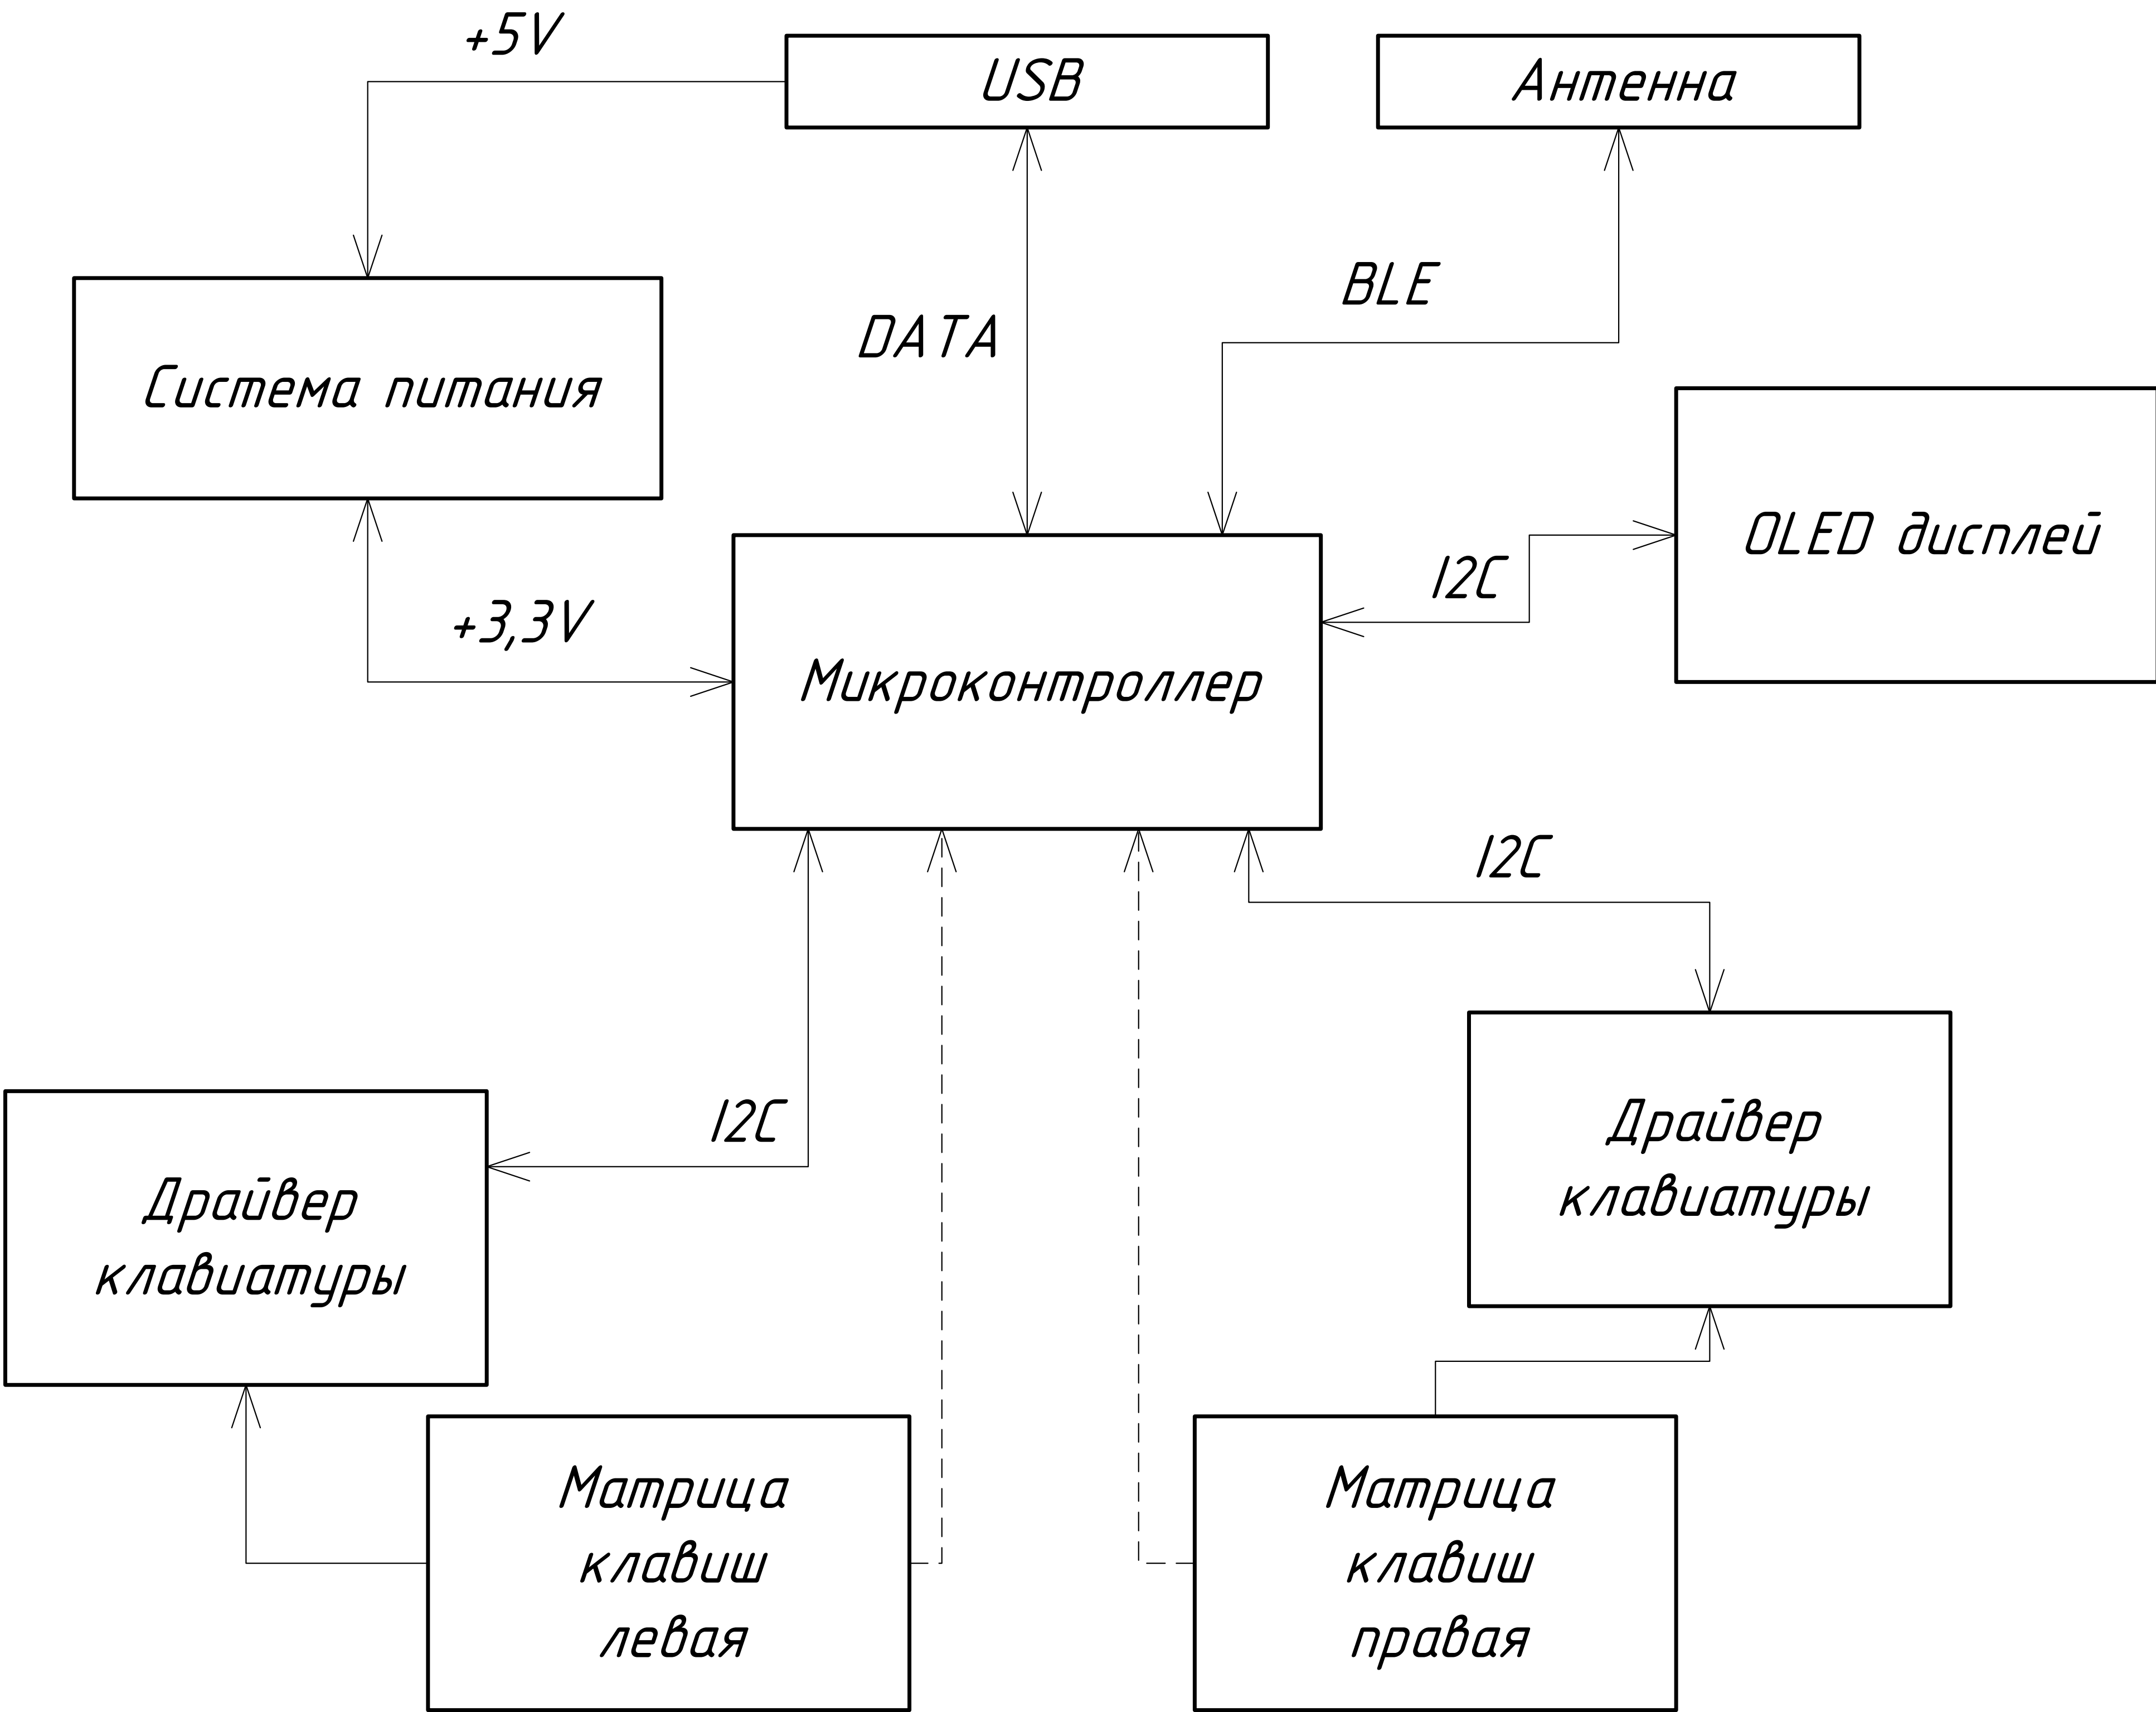 +5V
USB
Антенна
BLE
DATA
Система питания
OLED дисплей
I2C
+3,3V
Микроконтроллер
I2C
I2C
Драйвер
клавиатуры
Драйвер
клавиатуры
Матрица
клавиш
левая
Матрица
клавиш
правая